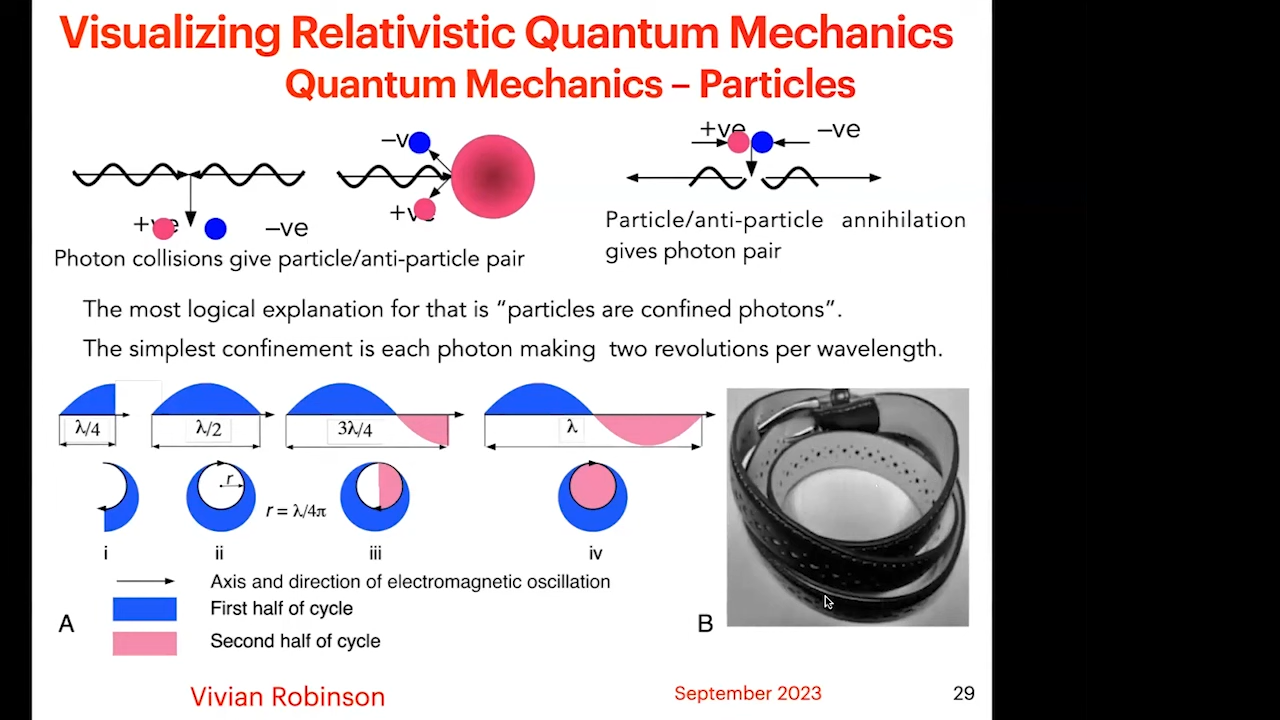 Visualizing Relativistic Quantum Mechanics
Quantum Mechanics – Particles
–v
+ve
–ve
+ve
–ve
+ve
–ve
Particle/anti-particle annihilation
gives photon pair
Photon collisions give particle/anti-particle pair
The most logical explanation for that is “particles are confined photons”.
The simplest confinement is each photon making two revolutions per wavelength.
λ/4
λ/2
3λ/4
λ
r
r = λ/4π
i
ii
iii
iv
Axis and direction of electromagnetic oscillation
First half of cycle
A
B
Second half of cycle
Vivian Robinson
September 2023
29